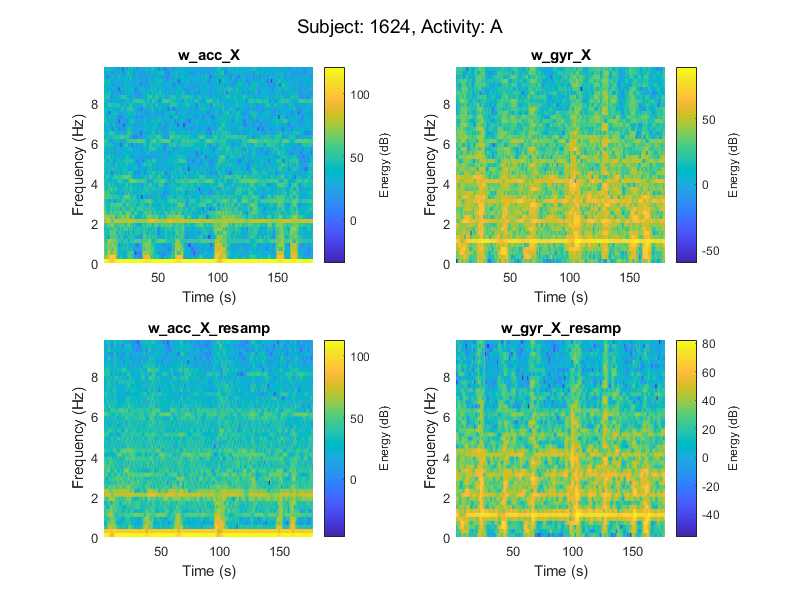 Subject: 1624, Activity: A
w_acc_X
Frequency (Hz)
8
6
4
2
0
50
100
150
Time (s)
100
50
0
Energy (dB)
w_gyr_X
Frequency (Hz)
8
6
4
2
0
50
100
150
Time (s)
50
0
-50
Energy (dB)
w_acc_X_resamp
Frequency (Hz)
8
6
4
2
0
50
100
150
Time (s)
100
50
0
Energy (dB)
w_gyr_X_resamp
Frequency (Hz)
8
6
4
2
0
50
100
150
Time (s)
80
60
40
20
0
-20
-40
Energy (dB)